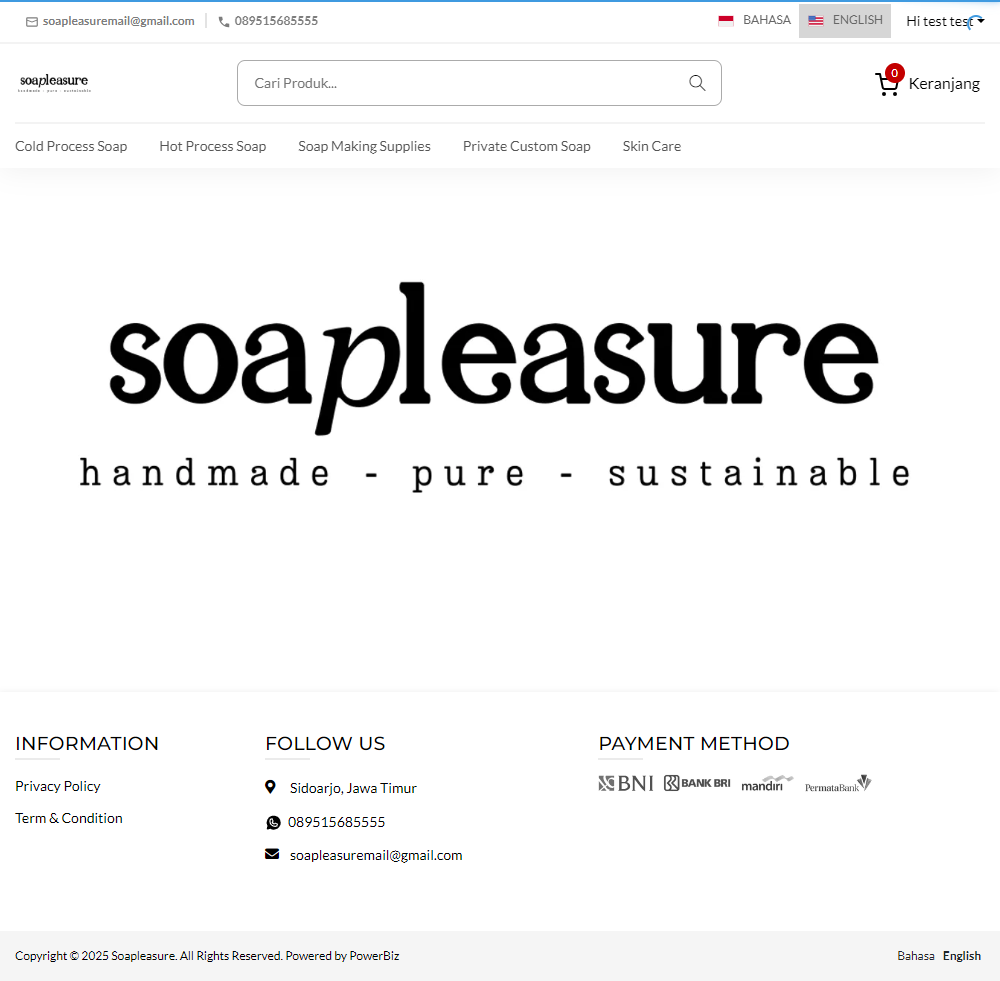 soapleasuremail@gmail.com 089515685555 BAHASA ENGLISH Hi test test
soapleasure
handmade - pure - sustainable
Cari Produk...
0
Keranjang
Cold Process Soap Hot Process Soap Soap Making Supplies Private Custom Soap Skin Care
soapleasure
handmade - pure - sustainable
INFORMATION
Privacy Policy
Term & Condition
FOLLOW US
Sidoarjo, Jawa Timur
089515685555
soapleasuremail@gmail.com
PAYMENT METHOD
BNI BANK BRI mandiri PermataBank
Copyright © 2025 Soapleasure. All Rights Reserved. Powered by PowerBiz
Bahasa English